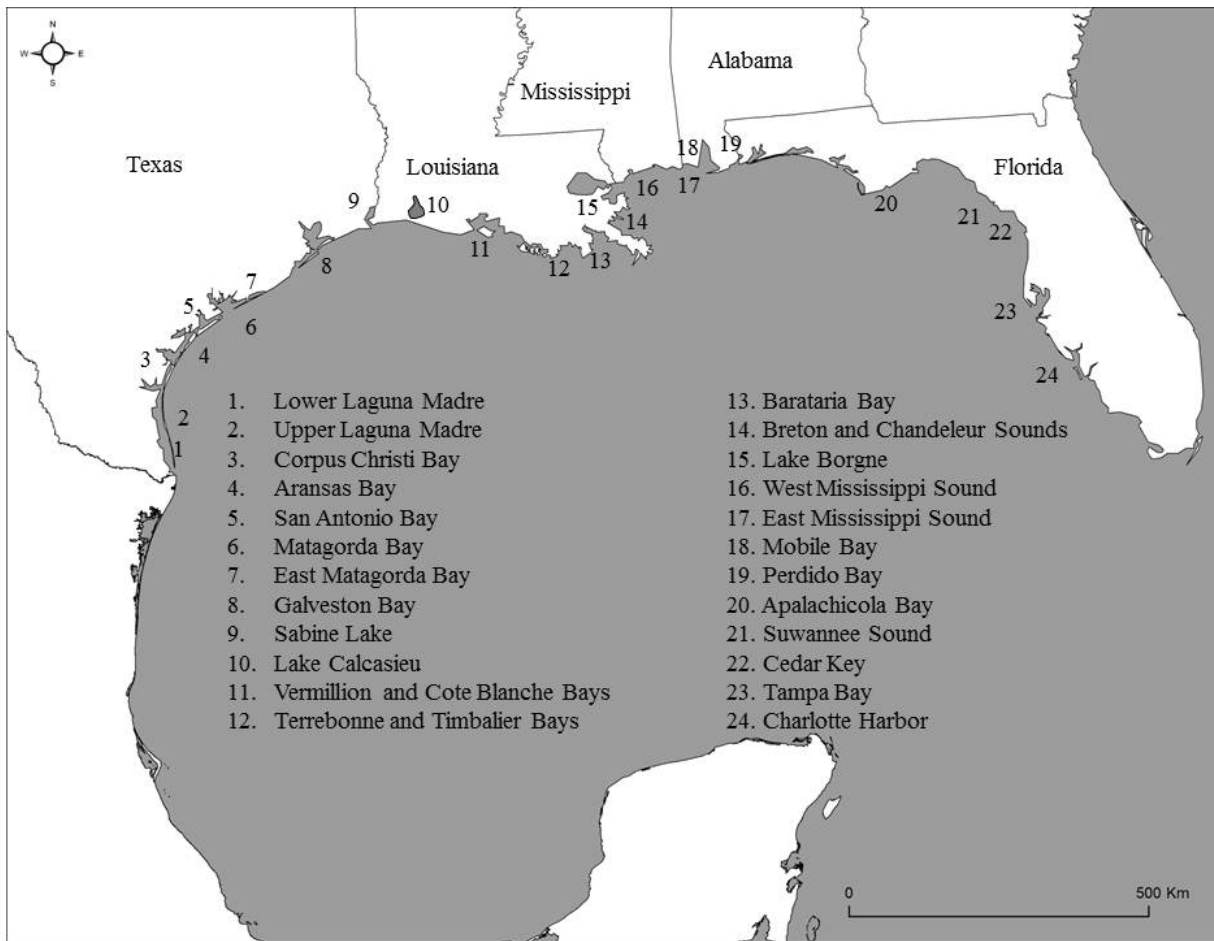 N
W E
S
Alabama
Mississippi
Texas
Louisiana
Florida
18 19
17
16
9
10
15
14
20
21
22
11
12
13
8
7
6
5
4
3
2
1
23
24
1. Lower Laguna Madre
2. Upper Laguna Madre
3. Corpus Christi Bay
4. Aransas Bay
5. San Antonio Bay
6. Matagorda Bay
7. East Matagorda Bay
8. Galveston Bay
9. Sabine Lake
10. Lake Calcasieu
11. Vermillion and Cote Blanche Bays
12. Terrebonne and Timbalier Bays
13. Barataria Bay
14. Breton and Chandeleur Sounds
15. Lake Borgne
16. West Mississippi Sound
17. East Mississippi Sound
18. Mobile Bay
19. Perdido Bay
20. Apalachicola Bay
21. Suwannee Sound
22. Cedar Key
23. Tampa Bay
24. Charlotte Harbor
0 500 Km